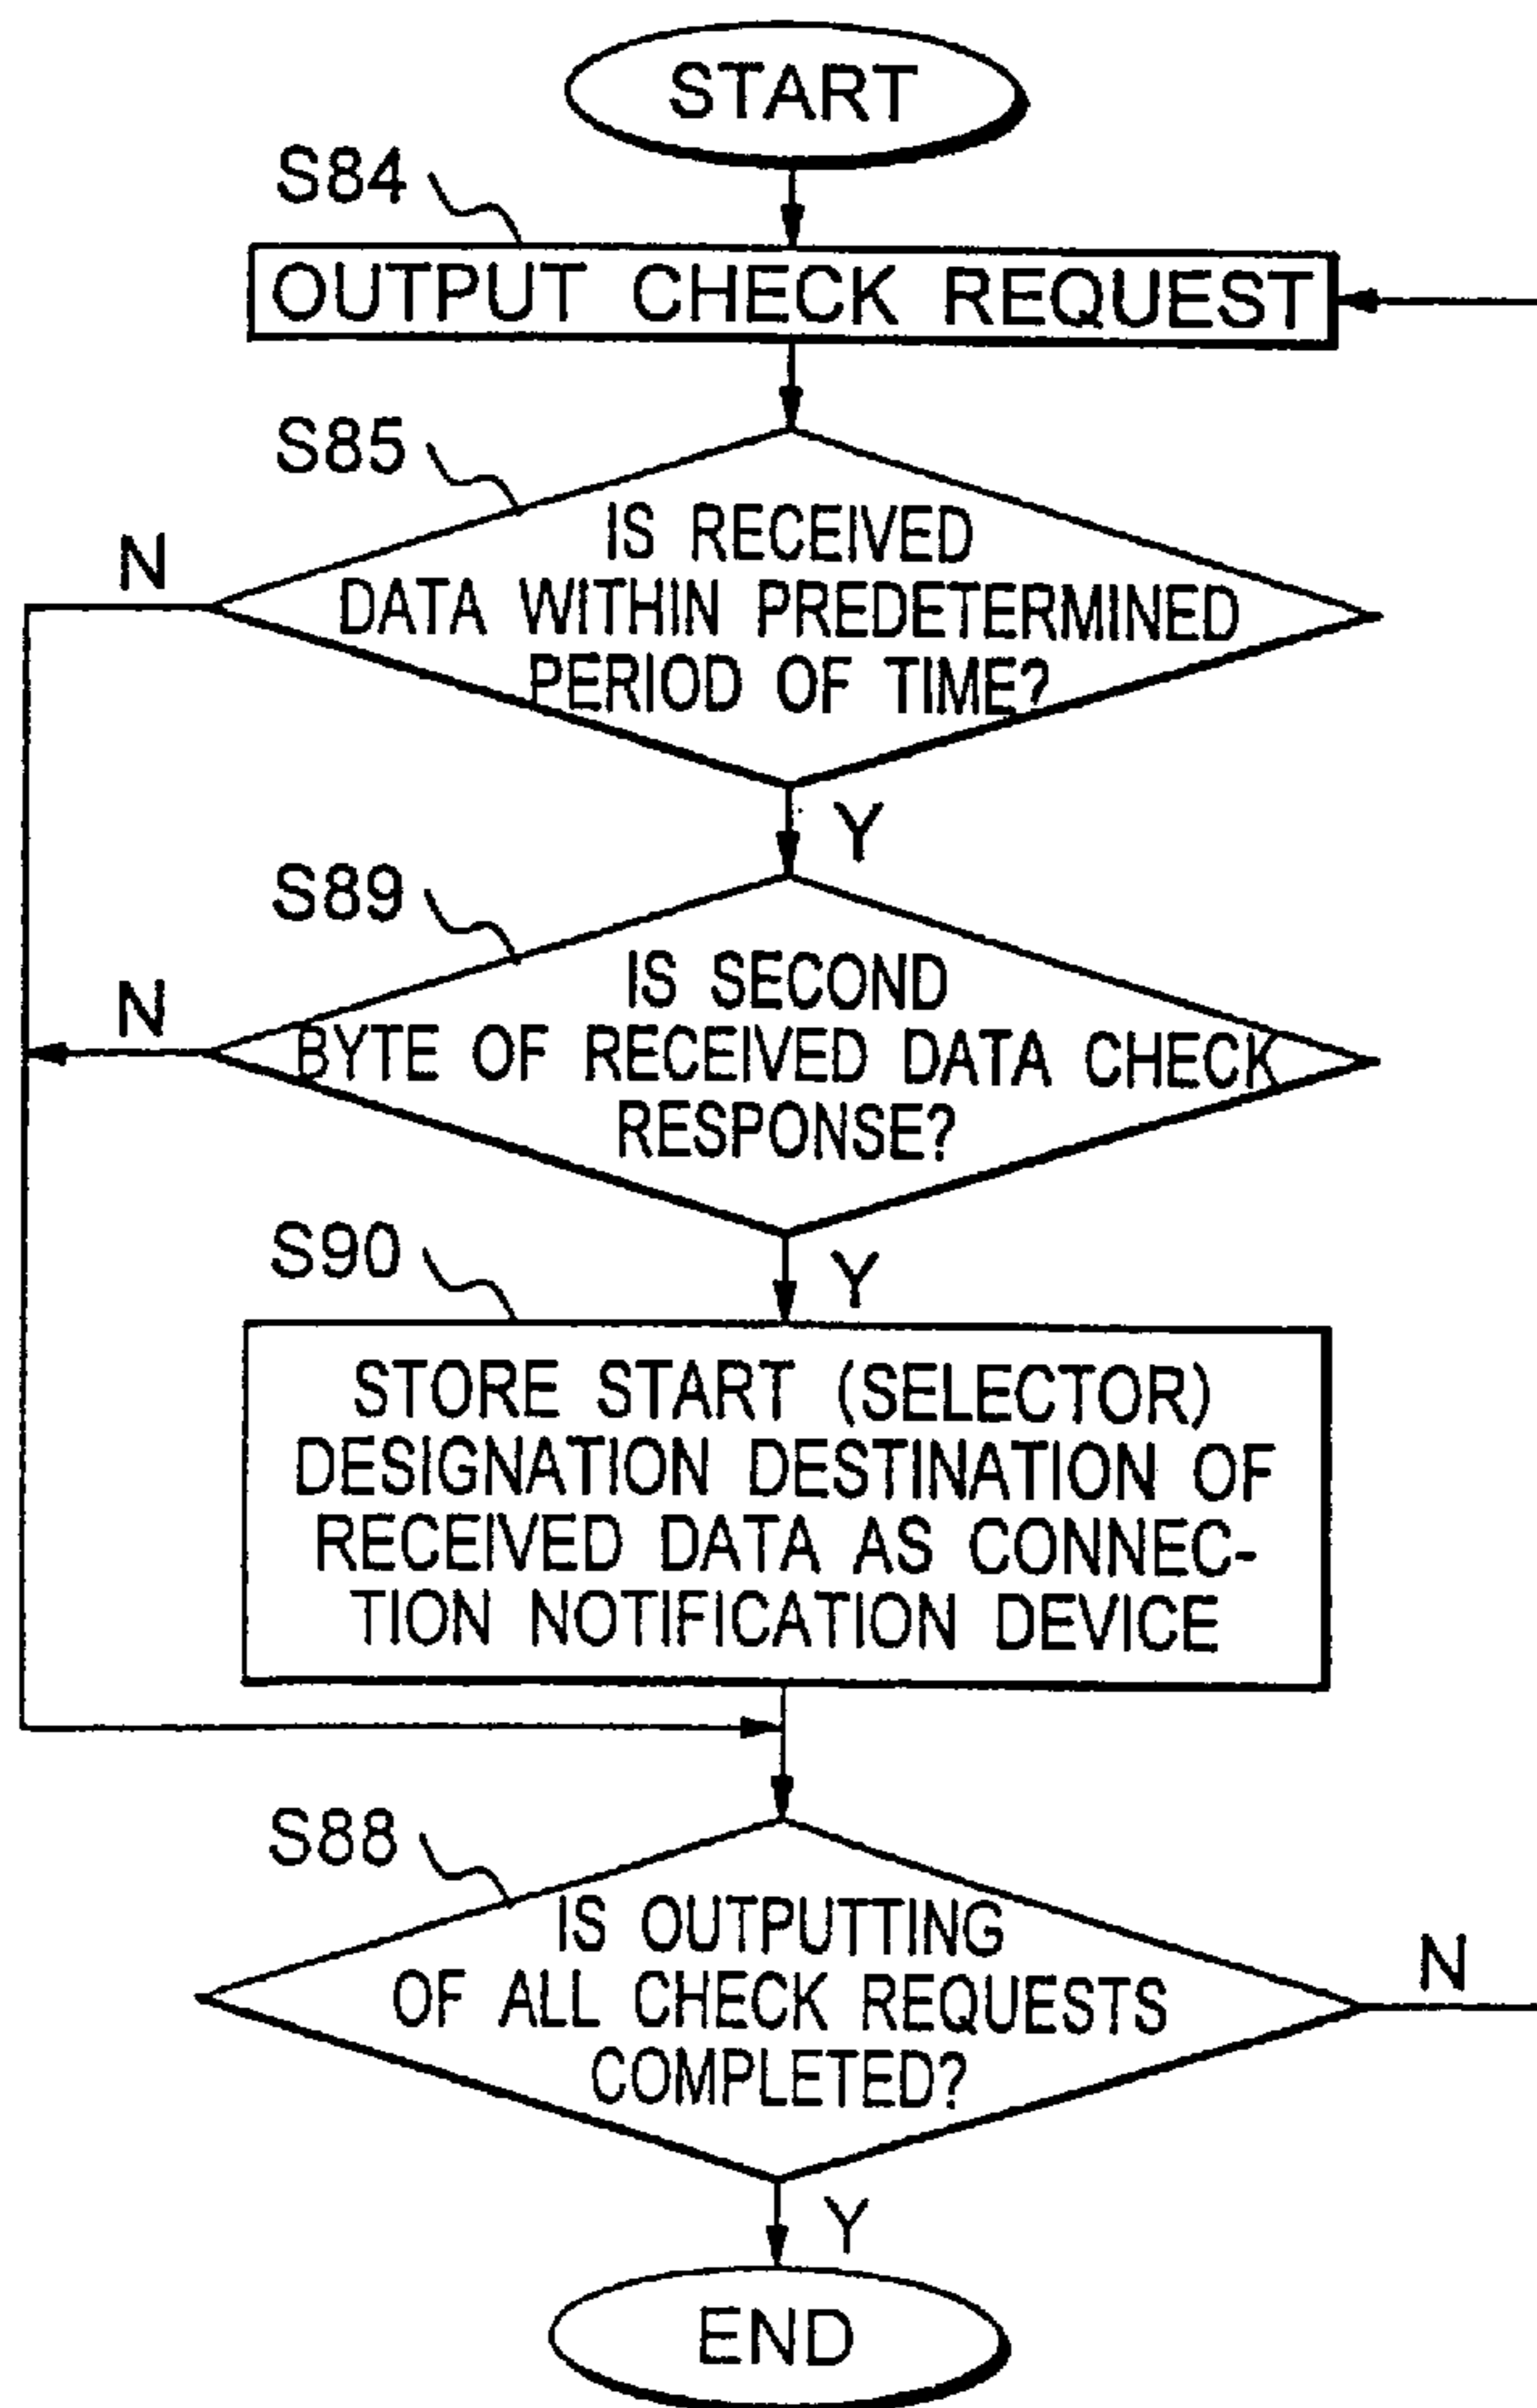 START
S84
OUTPUT CHECK REQUEST
S85
IS RECEIVED
DATA WITHIN PREDETERMINED
PERIOD OF TIME?
N
Y
S89
IS SECOND
BYTE OF RECEIVED DATA CHECK
RESPONSE?
N
Y
S90
STORE START (SELECTOR)
DESIGNATION DESTINATION OF
RECEIVED DATA AS CONNEC-
TION NOTIFICATION DEVICE
S88
IS OUTPUTTING
OF ALL CHECK REQUESTS
COMPLETED?
N
Y
END